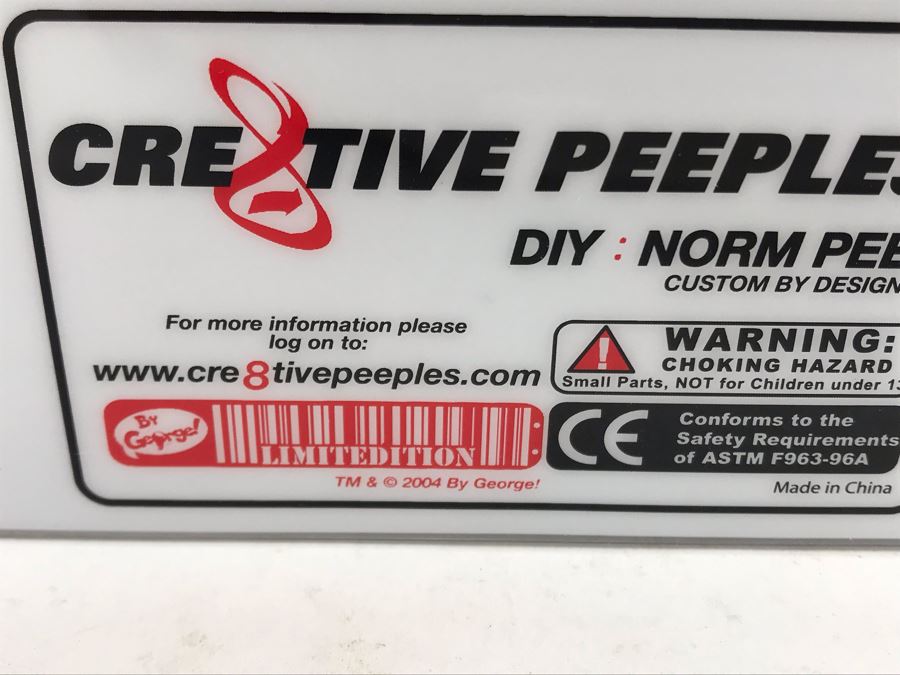 CRE8TIVE PEEPLES
DIY : NORM PEE
CUSTOM BY DESIGN
For more information please
log on to:
www.cre8tivepeeples.com
WARNING:
CHOKING HAZARD
Small Parts, NOT for Children under 13
By George!
LIMITEDITION
TM & © 2004 By George!
CE
Conforms to the
Safety Requirements
of ASTM F963-96A
Made in China